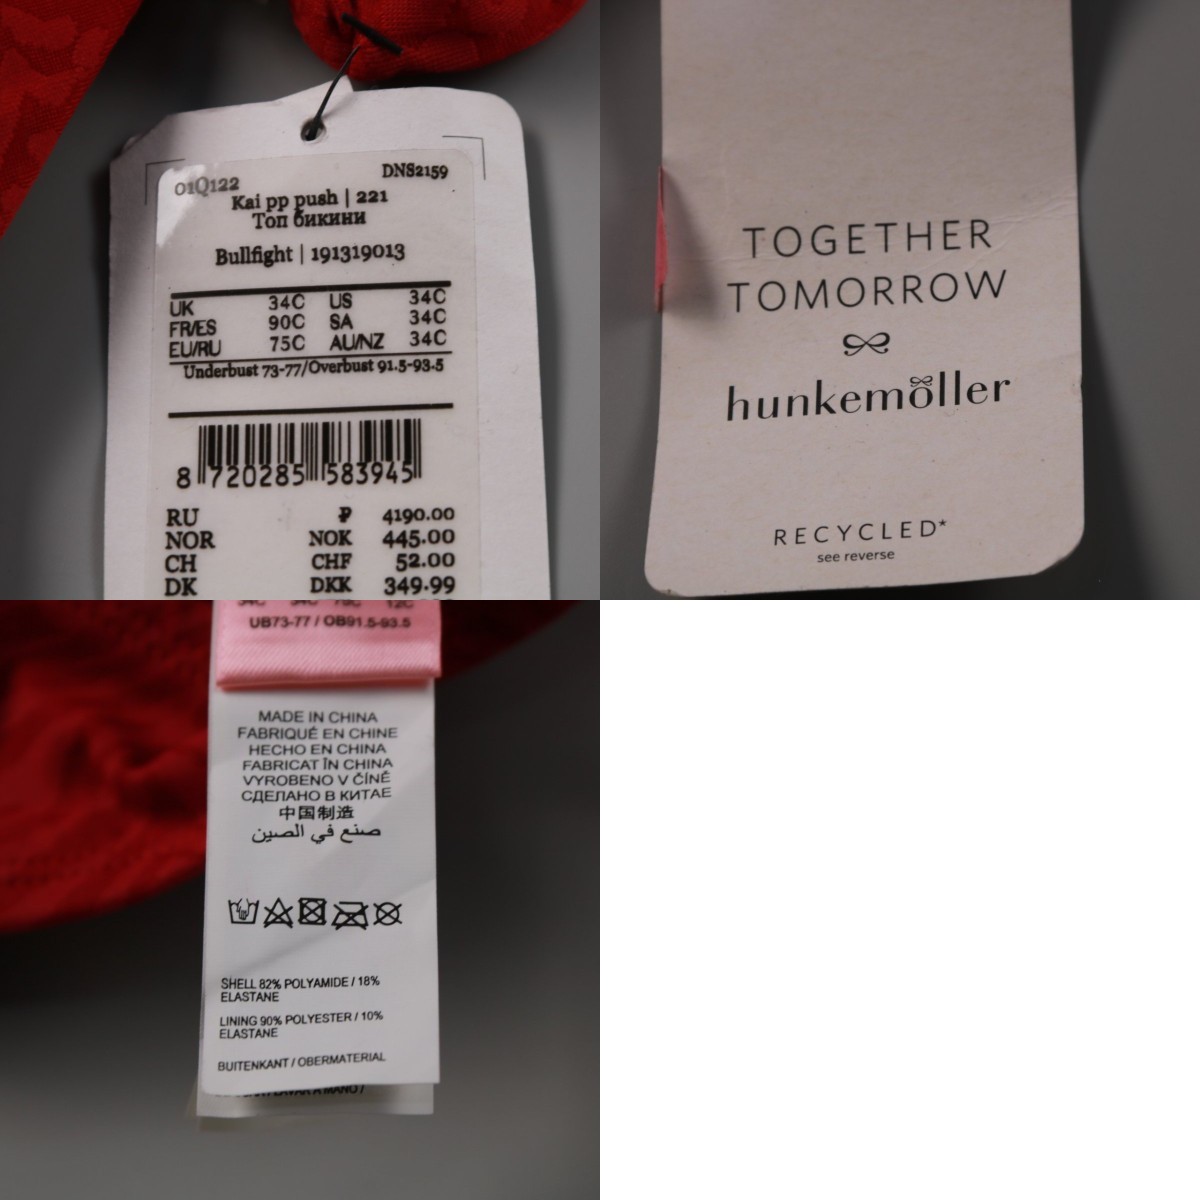 01Q122 DNS2159
Kai pp push | 221
Топ бикини
Bullfight | 191319013
UK 34C US 34C
FR/ES 90C SA 34C
EU/RU 75C AU/NZ 34C
Underbust 73-77/Overbust 91.5-93.5
8 720285 583945
RU ₽ 4190.00
NOR NOK 445.00
CH CHF 52.00
DK DKK 349.99
TOGETHER
TOMORROW
hunkemöller
RECYCLED*
see reverse
UB73-77 / OB91.5-93.5
MADE IN CHINA
FABRIQUÉ EN CHINE
HECHO EN CHINA
FABRICAT ÎN CHINA
VYROBENO V ČÍNĚ
СДЕЛАНО В КИТАЕ
中国制造
صنع في الصين
SHELL 82% POLYAMIDE / 18%
ELASTANE
LINING 90% POLYESTER / 10%
ELASTANE
BUITENKANT / OBERMATERIAL